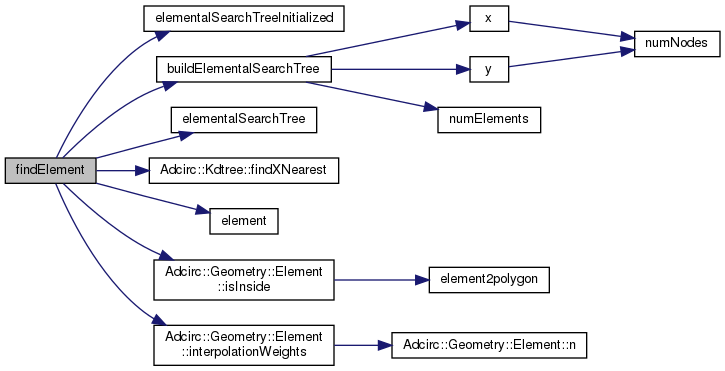 findElement
elementalSearchTreeInitialized
buildElementalSearchTree
elementalSearchTree
Adcirc::Kdtree::findXNearest
element
Adcirc::Geometry::Element
::isInside
Adcirc::Geometry::Element
::interpolationWeights
x
y
numElements
element2polygon
Adcirc::Geometry::Element::n
numNodes